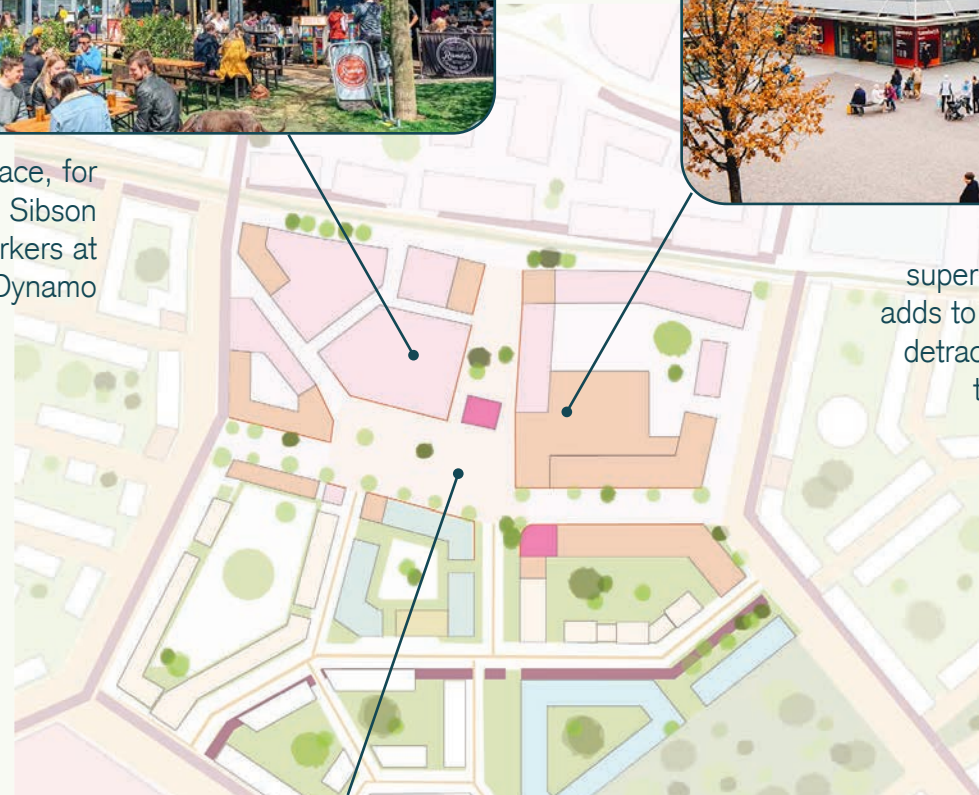 ace, for
Sibson
rkers at
Dynamo
super
adds to
detrac
t